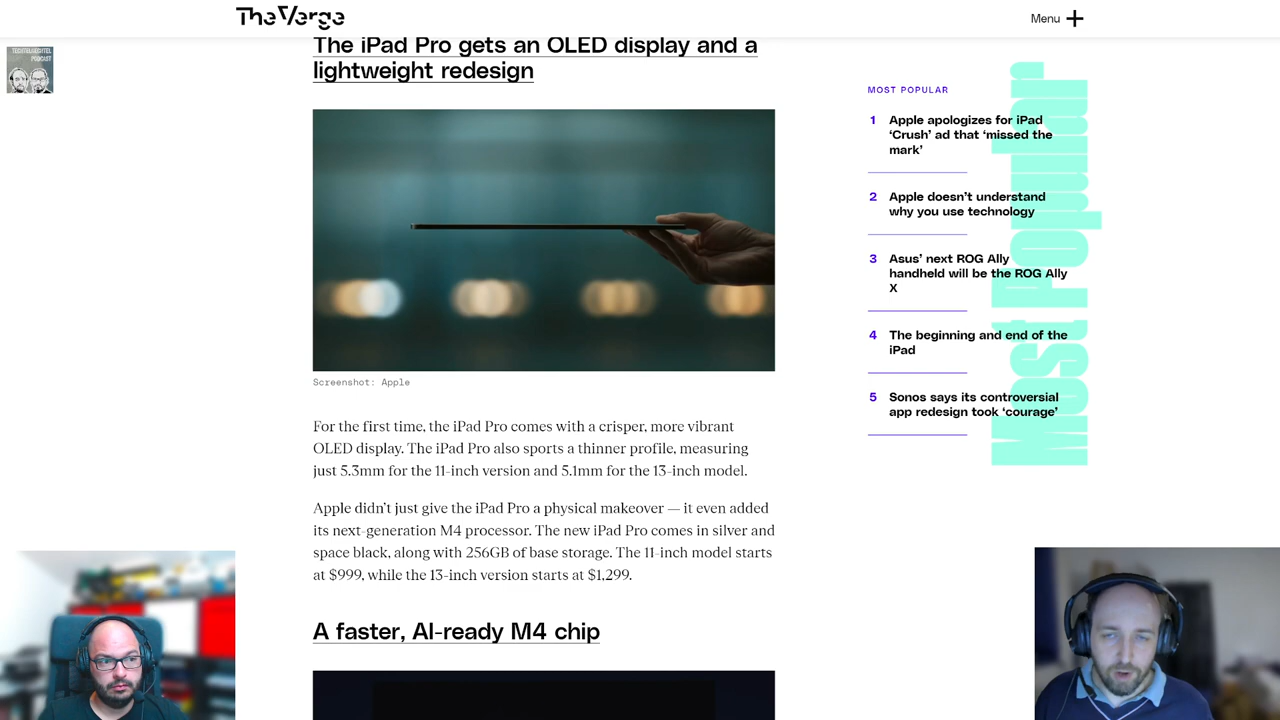 The Verge
Menu
TECHTELMECHTEL
PODCAST
The iPad Pro gets an OLED display and a
lightweight redesign
Screenshot: Apple
For the first time, the iPad Pro comes with a crisper, more vibrant
OLED display. The iPad Pro also sports a thinner profile, measuring
just 5.3mm for the 11-inch version and 5.1mm for the 13-inch model.
Apple didn’t just give the iPad Pro a physical makeover — it even added
its next-generation M4 processor. The new iPad Pro comes in silver and
space black, along with 256GB of base storage. The 11-inch model starts
at $999, while the 13-inch version starts at $1,299.
A faster, AI-ready M4 chip
MOST POPULAR
1 Apple apologizes for iPad
‘Crush’ ad that ‘missed the
mark’
2 Apple doesn’t understand
why you use technology
3 Asus’ next ROG Ally
handheld will be the ROG Ally
X
4 The beginning and end of the
iPad
5 Sonos says its controversial
app redesign took ‘courage’
Most Popular